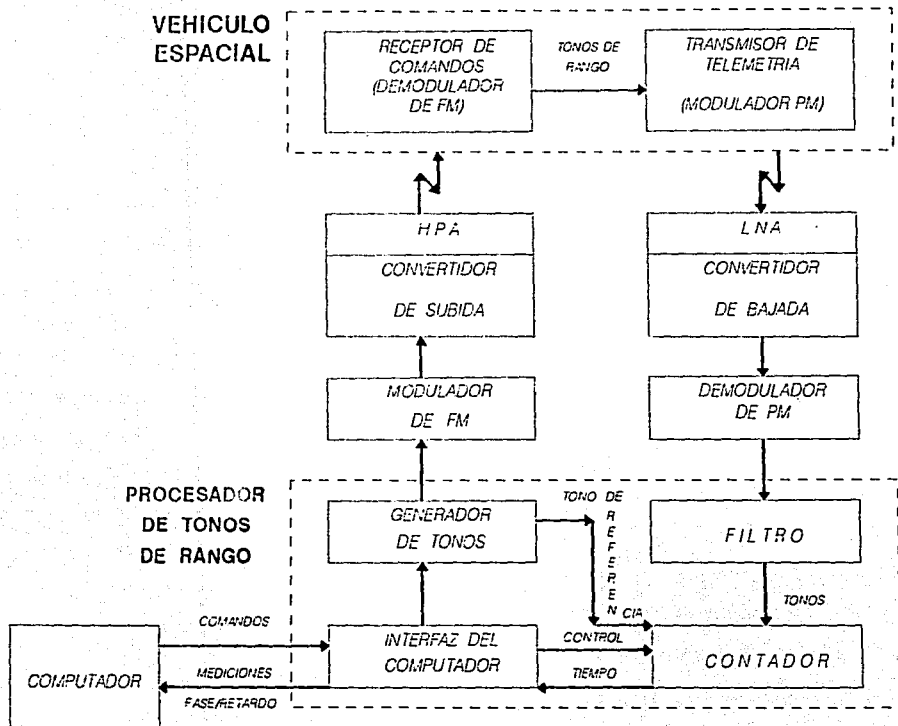 VEHICULO
ESPACIAL
RECEPTOR DE
COMANDOS
(DEMODULADOR
DE FM)
TONOS DE
RANGO
TRANSMISOR DE
TELEMETRIA
(MODULADOR PM)
HPA
CONVERTIDOR
DE SUBIDA
LNA
CONVERTIDOR
DE BAJADA
MODULADOR
DE FM
DEMODULADOR
DE PM
PROCESADOR
DE TONOS
DE RANGO
GENERADOR
DE TONOS
TONO DE
REFEREN
CIA
FILTRO
TONOS
COMPUTADOR
COMANDOS
MEDICIONES
FASE/RETARDO
INTERFAZ DEL
COMPUTADOR
CONTROL
TIEMPO
CONTADOR